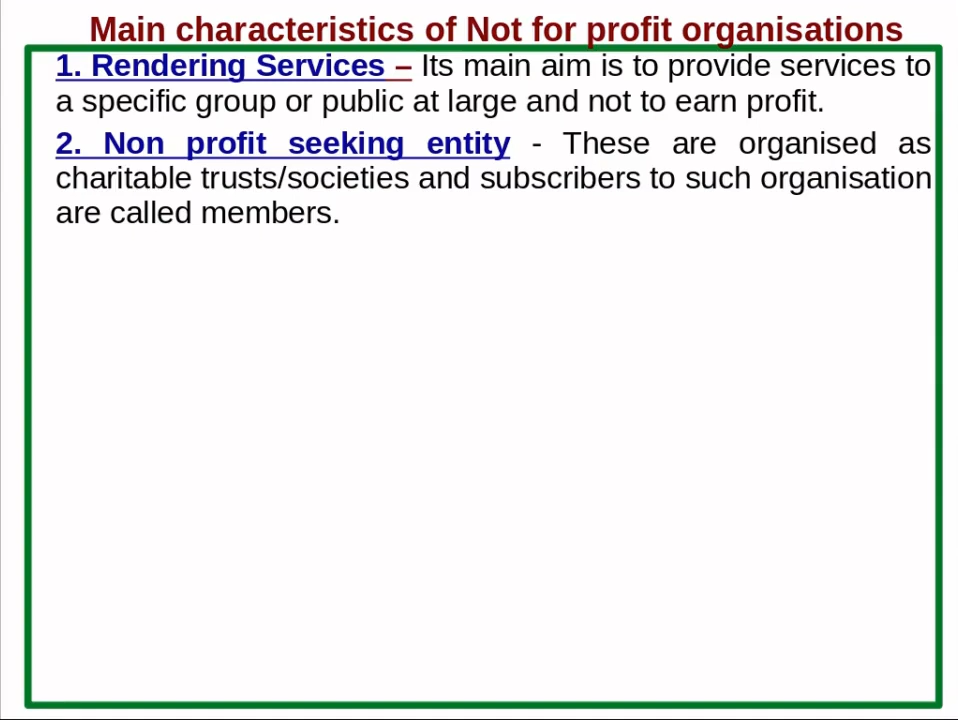 Main characteristics of Not for profit organisations
1. Rendering Services – Its main aim is to provide services to
a specific group or public at large and not to earn profit.
2. Non profit seeking entity - These are organised as
charitable trusts/societies and subscribers to such organisation
are called members.